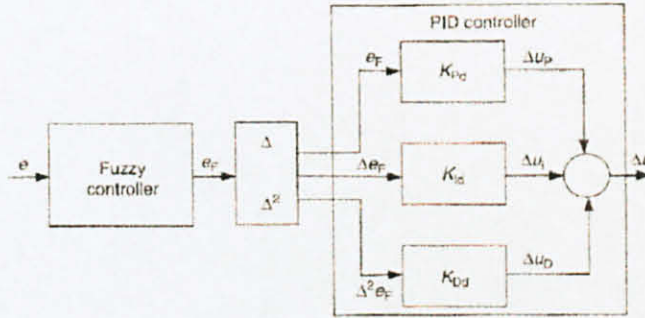 PID controller
e_F
K_Pd
Δu_P
Δ
e
Fuzzy
controller
e_F
Δe_F
K_Id
Δu_I
Δ²
Δ²e_F
K_Dd
Δu_D